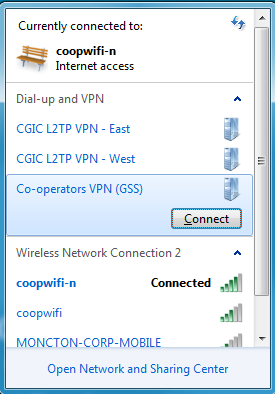 Currently connected to:
coopwifi-n
Internet access
Dial-up and VPN
CGIC L2TP VPN - East
CGIC L2TP VPN - West
Co-operators VPN (GSS)
Connect
Wireless Network Connection 2
coopwifi-n Connected
coopwifi
MONCTON-CORP-MOBILE
Open Network and Sharing Center